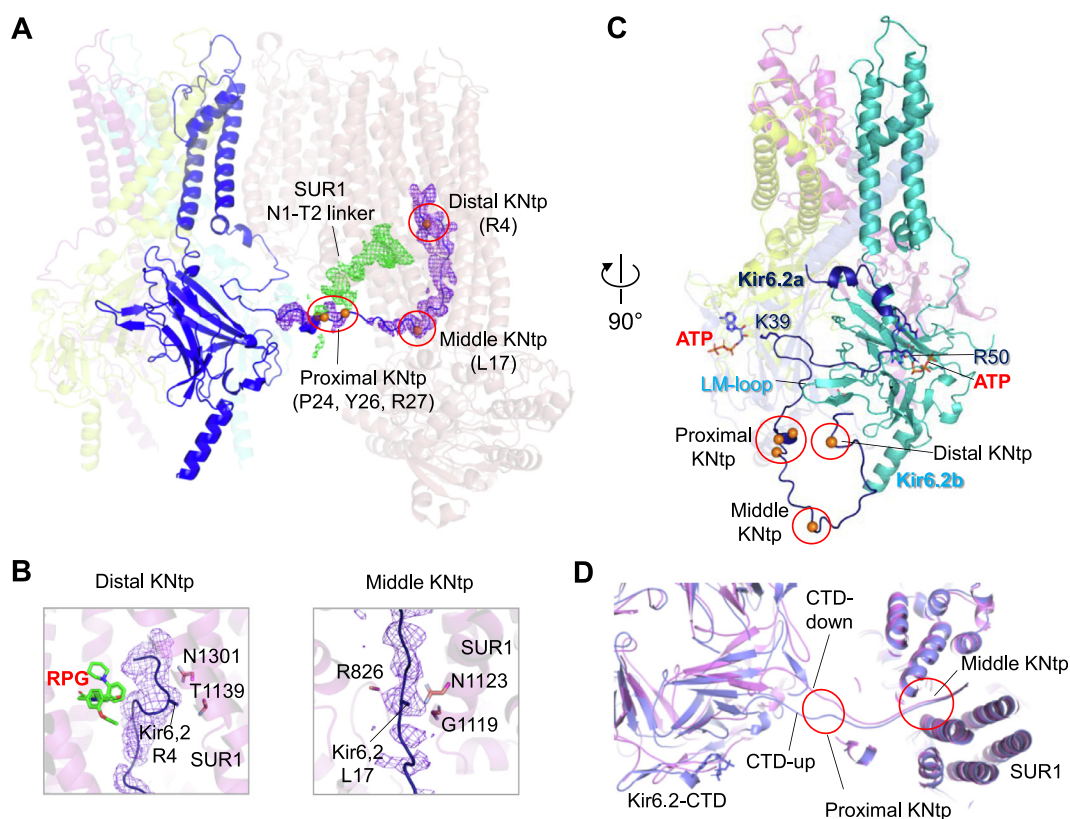 A
SUR1
N1-T2 linker
Distal KNtp
(R4)
Middle KNtp
(L17)
Proximal KNtp
(P24, Y26, R27)
C
90°
Kir6.2a
K39
ATP
R50
ATP
LM-loop
Proximal
KNtp
Distal KNtp
Kir6.2b
Middle
KNtp
B
Distal KNtp
RPG
N1301
T1139
Kir6,2
R4
SUR1
Middle KNtp
SUR1
R826
N1123
G1119
Kir6,2
L17
D
CTD-
down
Middle KNtp
CTD-up
SUR1
Kir6.2-CTD
Proximal KNtp